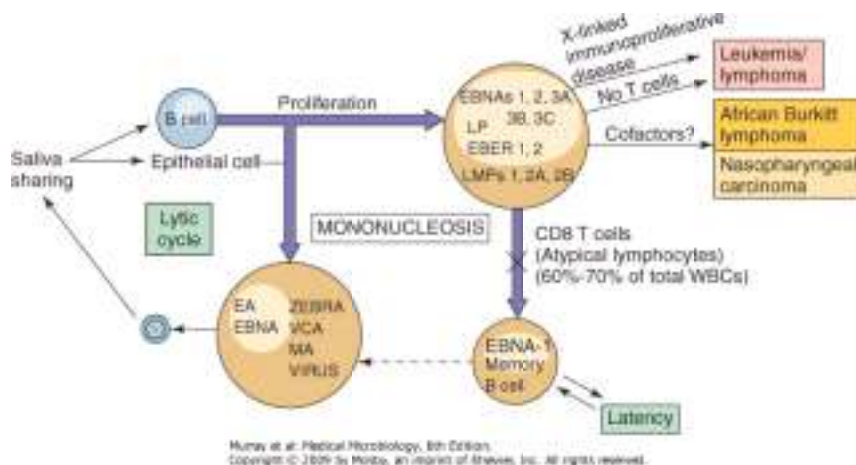 X-linked
immunoproliferative
disease
No T cells
Leukemia/
lymphoma
B cell
Proliferation
EBNAs 1, 2, 3A,
3B, 3C
LP
EBER 1, 2
LMPs 1, 2A, 2B
Cofactors?
African Burkitt
lymphoma
Nasopharyngeal
carcinoma
Saliva
sharing
Epithelial cell
Lytic
cycle
MONONUCLEOSIS
CD8 T cells
(Atypical lymphocytes)
(60%-70% of total WBCs)
EA
EBNA
ZEBRA
VCA
MA
VIRUS
EBNA-1
Memory
B cell
Latency
Murray et al: Medical Microbiology, 6th Edition.
Copyright © 2009 by Mosby, an imprint of Elsevier, Inc. All rights reserved.